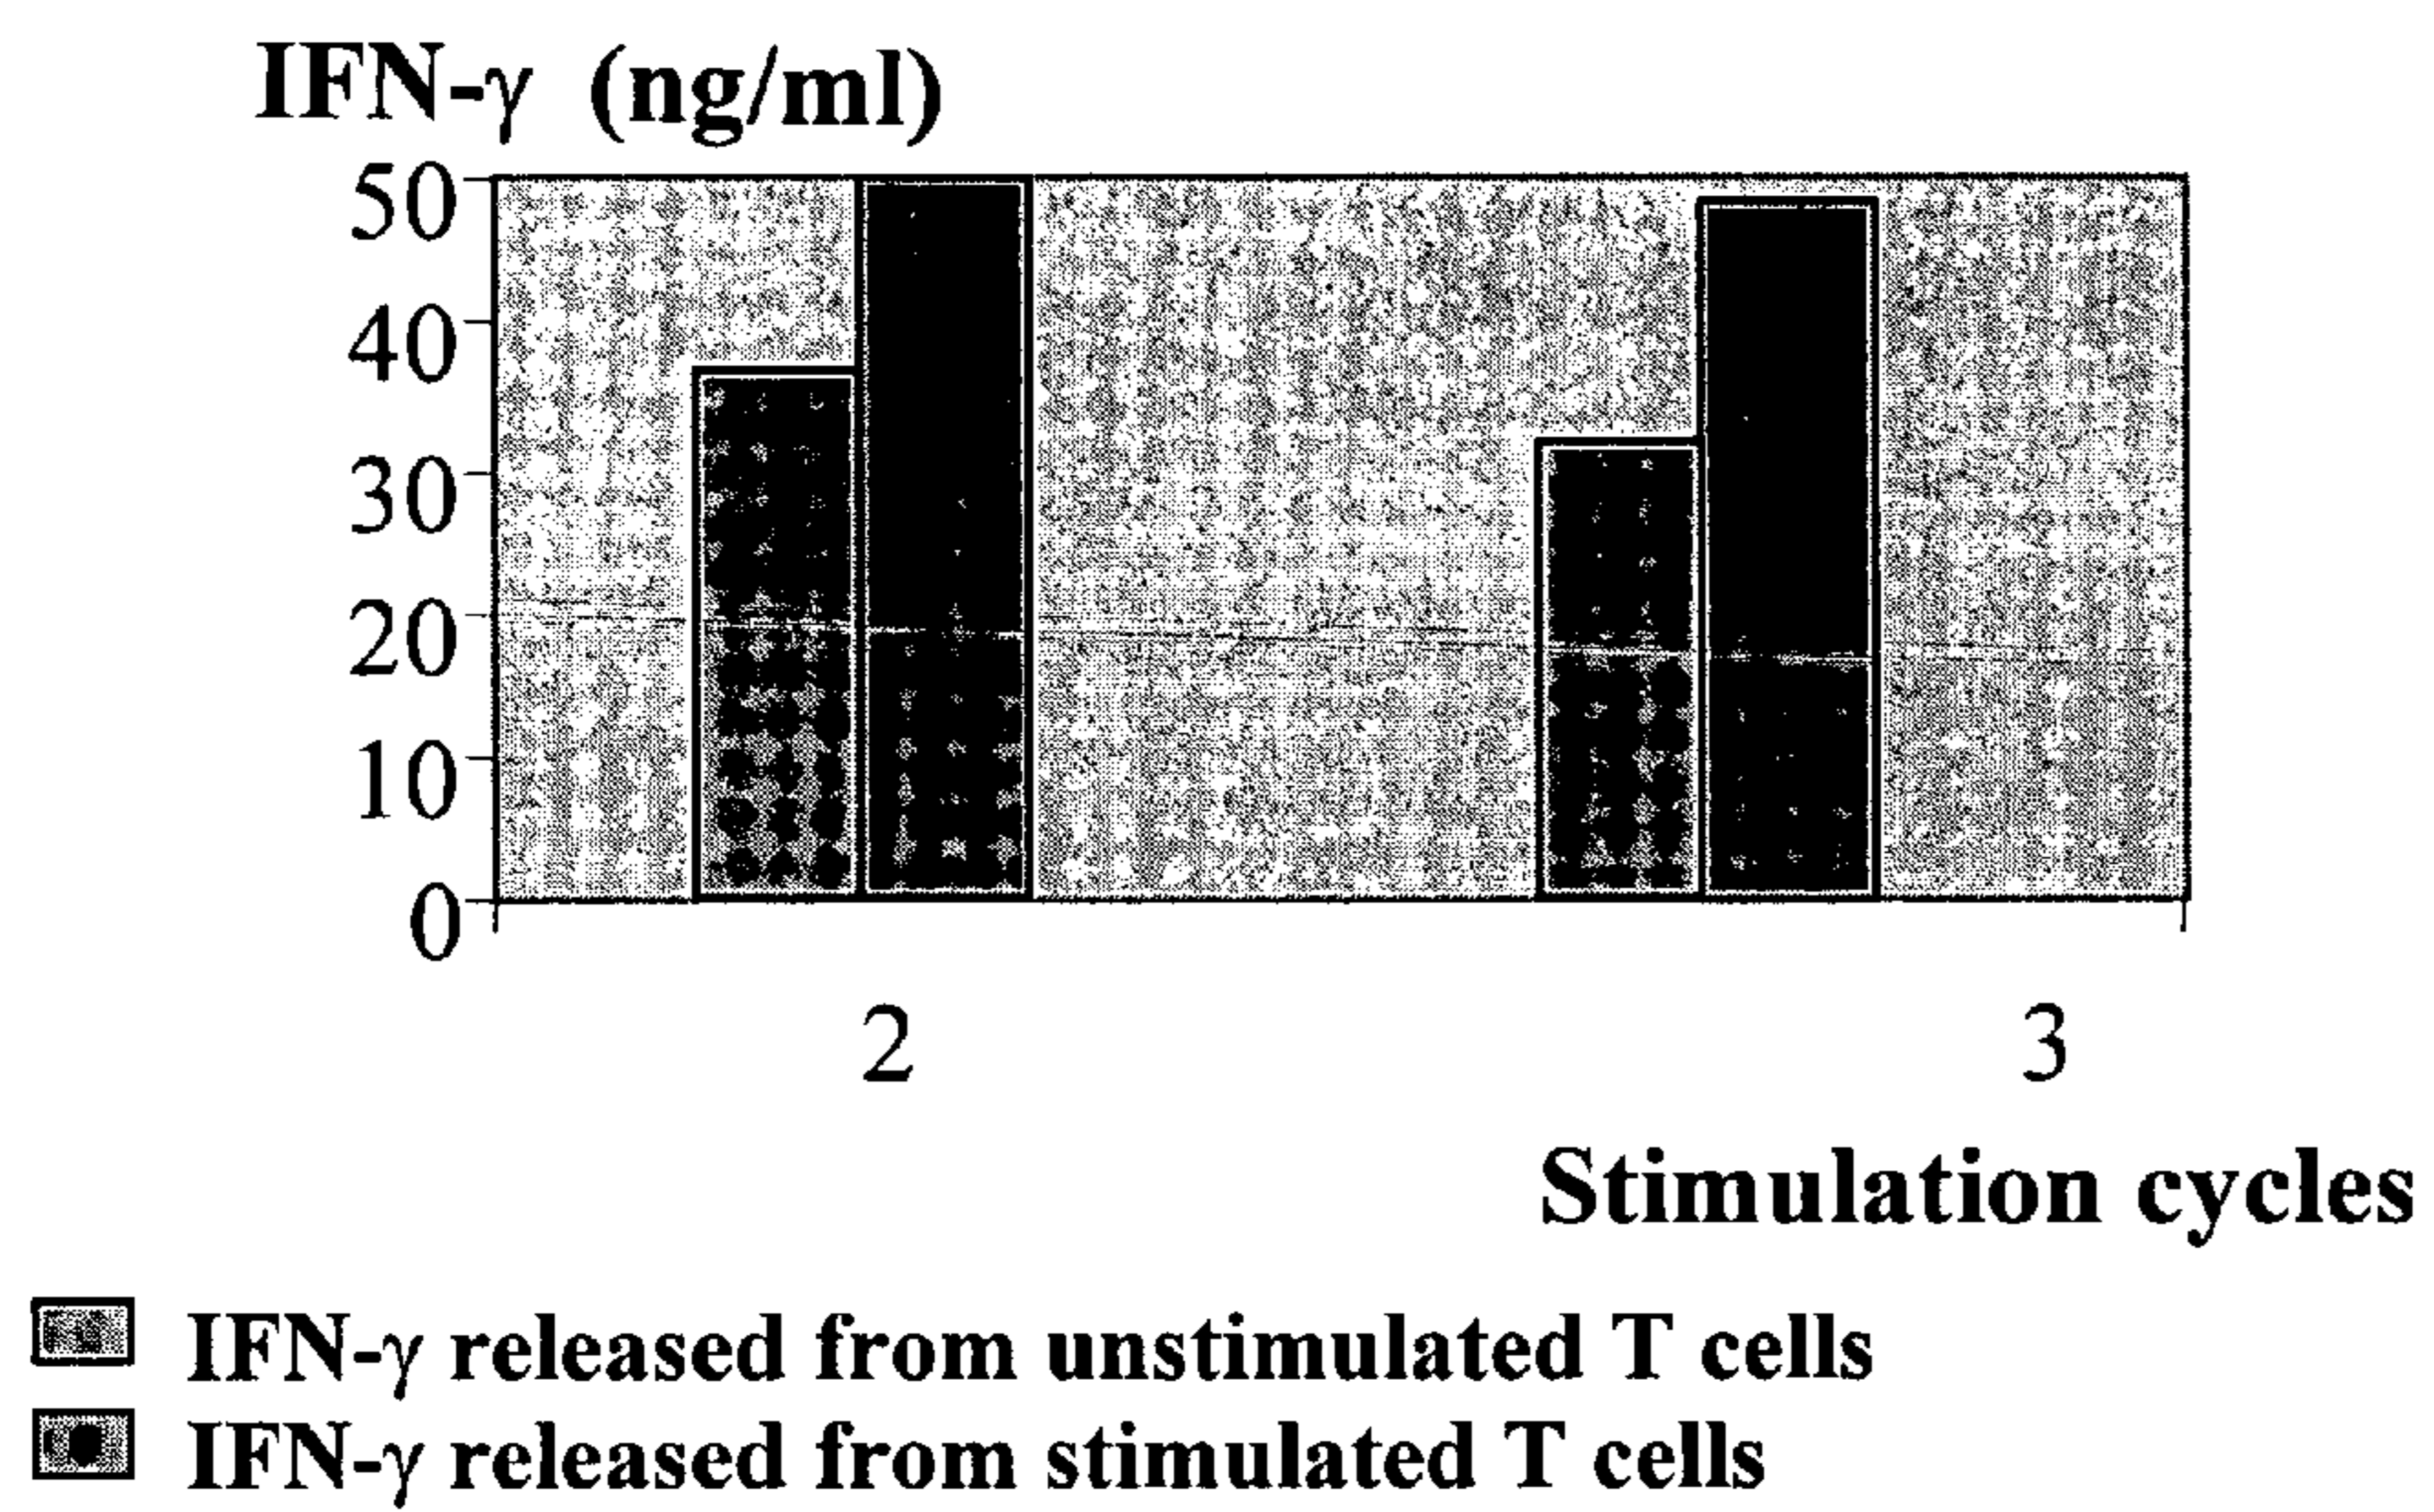 IFN-γ (ng/ml)
50
40
30
20
10
0
2 3
Stimulation cycles
IFN-γ released from unstimulated T cells
IFN-γ released from stimulated T cells